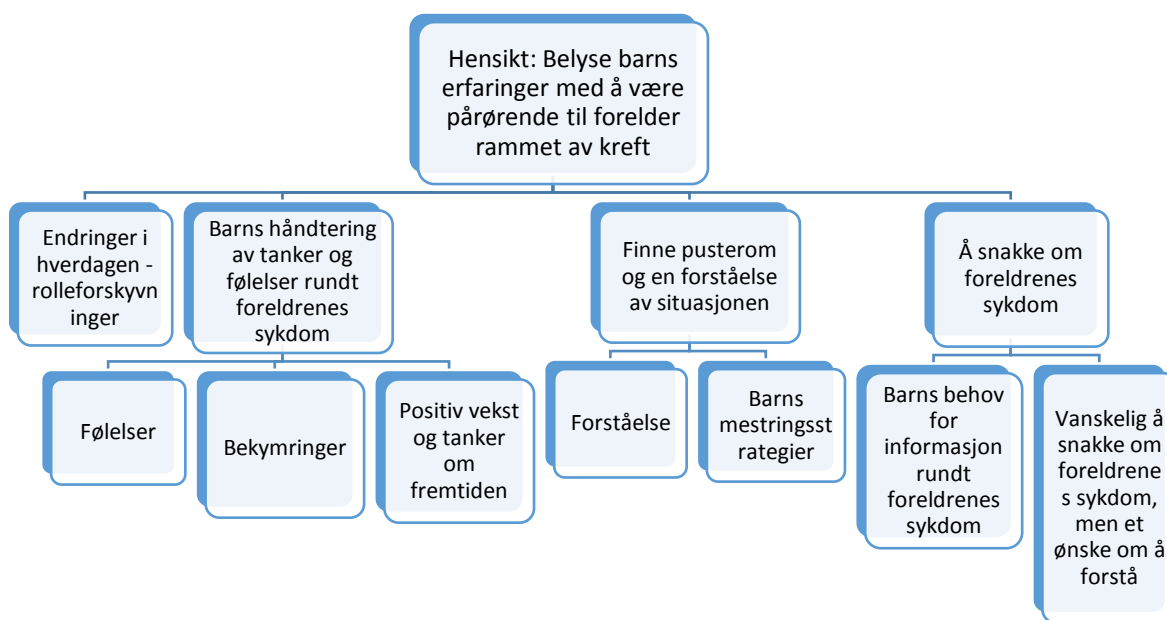 Hensikt: Belyse barns
erfaringer med å være
pårørende til forelder
rammet av kreft
Endringer i
hverdagen -
rolleforskyvn
inger
Barns håndtering
av tanker og
følelser rundt
foreldrenes
sykdom
Finne pusterom
og en forståelse
av situasjonen
Å snakke om
foreldrenes
sykdom
Følelser
Bekymringer
Positiv vekst
og tanker
om
fremtiden
Forståelse
Barns
mestringsst
rategier
Barns behov
for
informasjon
rundt
foreldrenes
sykdom
Vanskelig å
snakke om
foreldrene
s sykdom,
men et
ønske om å
forstå